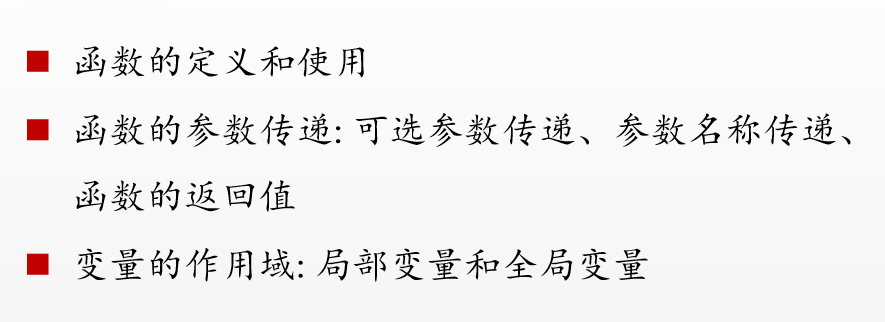 函数的定义和使用
函数的参数传递: 可选参数传递、参数名称传递、
函数的返回值
变量的作用域: 局部变量和全局变量